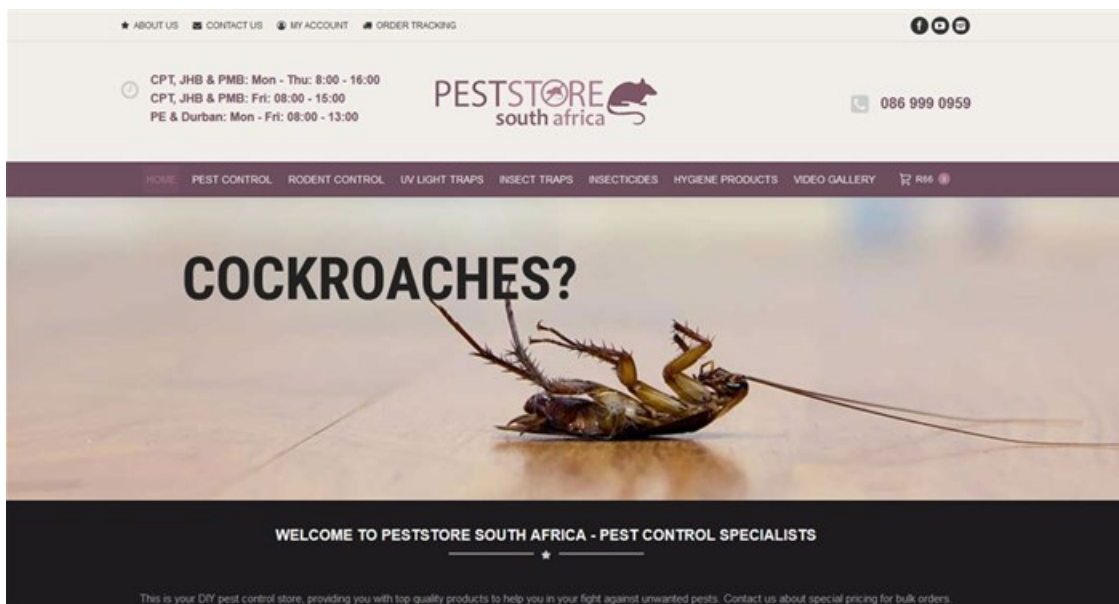 ABOUT US CONTACT US MY ACCOUNT ORDER TRACKING
CPT, JHB & PMB: Mon - Thu: 8:00 - 16:00
CPT, JHB & PMB: Fri: 08:00 - 15:00
PE & Durban: Mon - Fri: 08:00 - 13:00
PESTSTORE
south africa
086 999 0959
HOME PEST CONTROL RODENT CONTROL UV LIGHT TRAPS INSECT TRAPS INSECTICIDES HYGIENE PRODUCTS VIDEO GALLERY R66
COCKROACHES?
WELCOME TO PESTSTORE SOUTH AFRICA - PEST CONTROL SPECIALISTS
This is your DIY pest control store, providing you with top quality products to help you in your fight against unwanted pests. Contact us about special pricing for bulk orders.